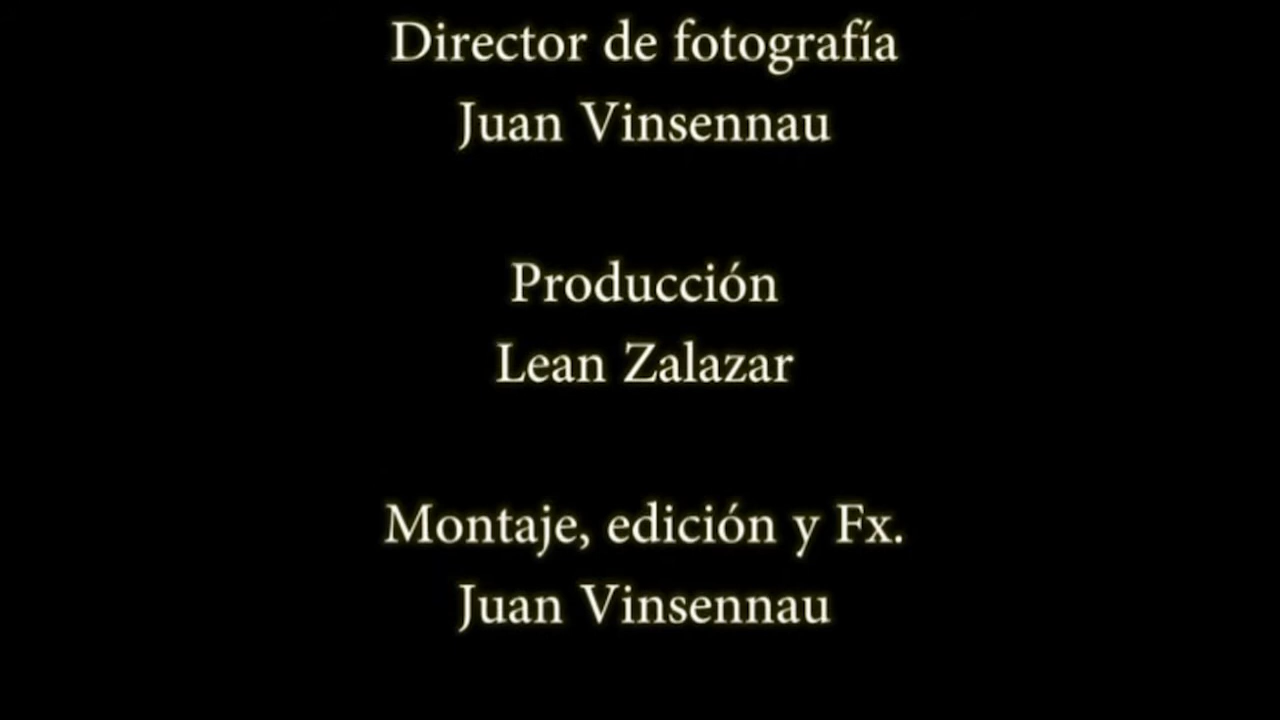 Director de fotografía
Juan Vinsennau
Producción
Lean Zalazar
Montaje, edición y Fx.
Juan Vinsennau